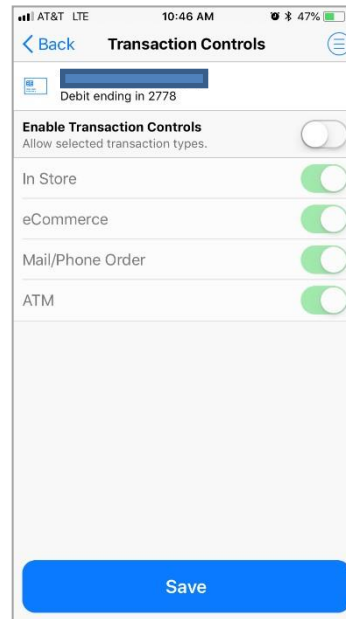 AT&T LTE 10:46 AM 47%
Back Transaction Controls
Debit ending in 2778
Enable Transaction Controls
Allow selected transaction types.
In Store
eCommerce
Mail/Phone Order
ATM
Save